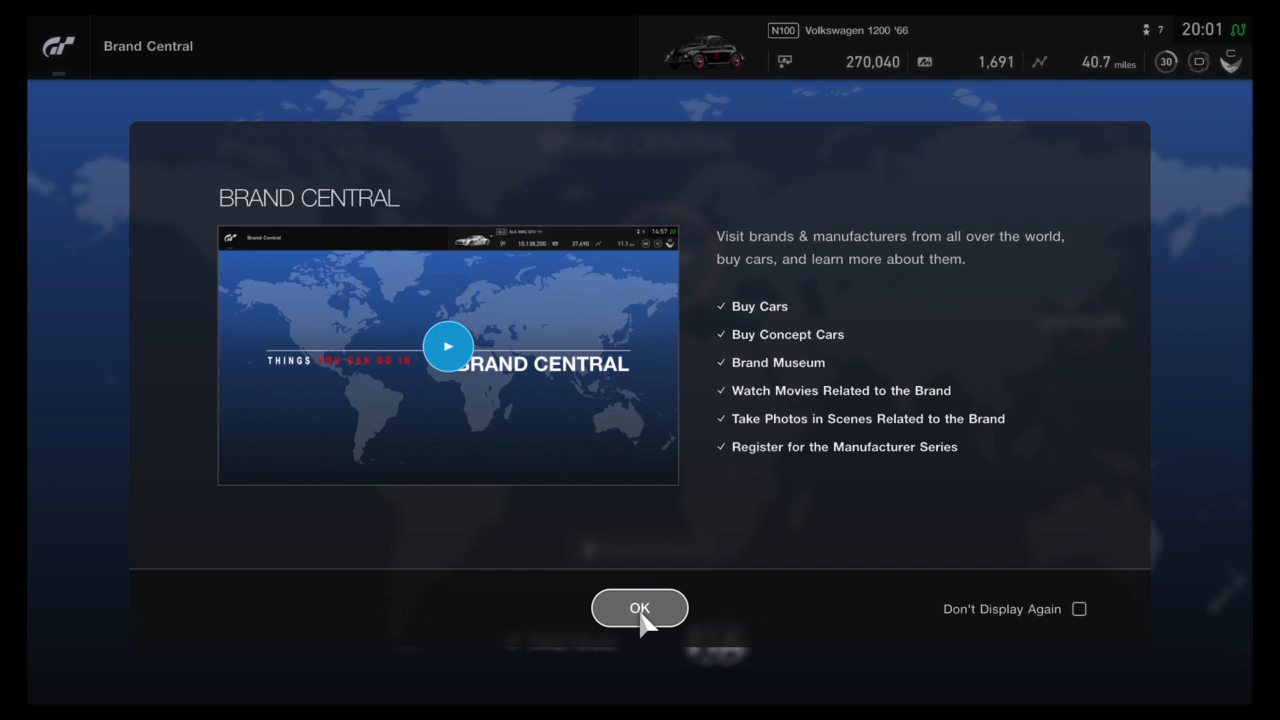 Brand Central
N100 Volkswagen 1200 '66
7
20:01
270,040
1,691
40.7 miles
30
D
C
BRAND CENTRAL
Brand Central
14:57
10,138,200
37,690
THINGS YOU CAN DO IN
BRAND CENTRAL
Visit brands & manufacturers from all over the world,
buy cars, and learn more about them.
✓ Buy Cars
✓ Buy Concept Cars
✓ Brand Museum
✓ Watch Movies Related to the Brand
✓ Take Photos in Scenes Related to the Brand
✓ Register for the Manufacturer Series
OK
Don't Display Again